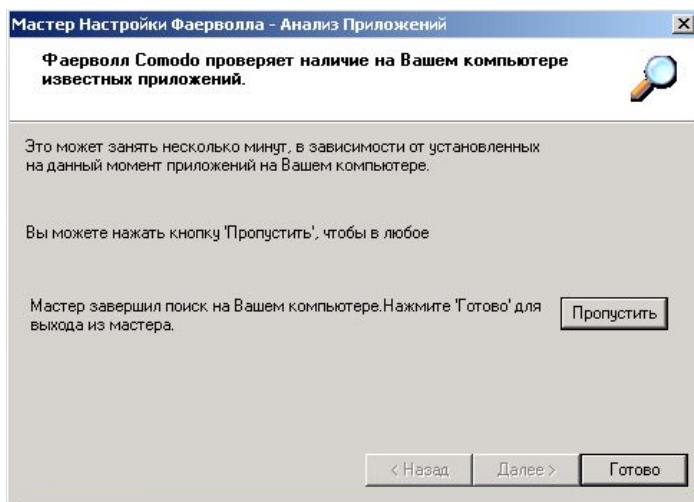 Мастер Настройки Фаерволла - Анализ Приложений
Фаерволл Comodo проверяет наличие на Вашем компьютере
известных приложений.
Это может занять несколько минут, в зависимости от установленных
на данный момент приложений на Вашем компьютере.
Вы можете нажать кнопку 'Пропустить', чтобы в любое
Мастер завершил поиск на Вашем компьютере.Нажмите 'Готово' для
выхода из мастера.
Пропустить
< Назад
Далее >
Готово